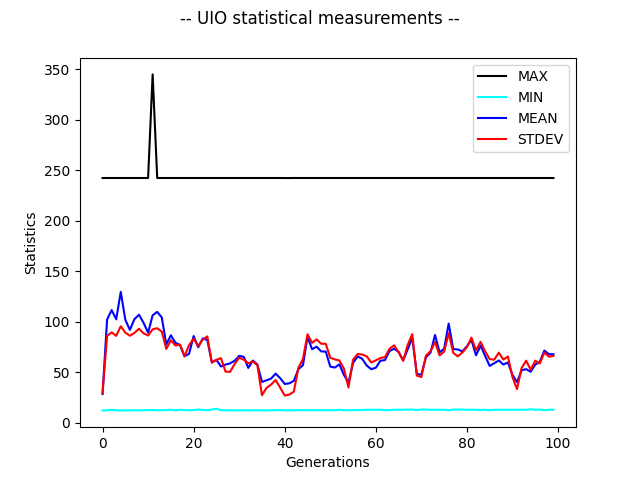 -- UIO statistical measurements --
350
300
250
200
150
100
50
0
Statistics
MAX
MIN
MEAN
STDEV
0 20 40 60 80 100
Generations